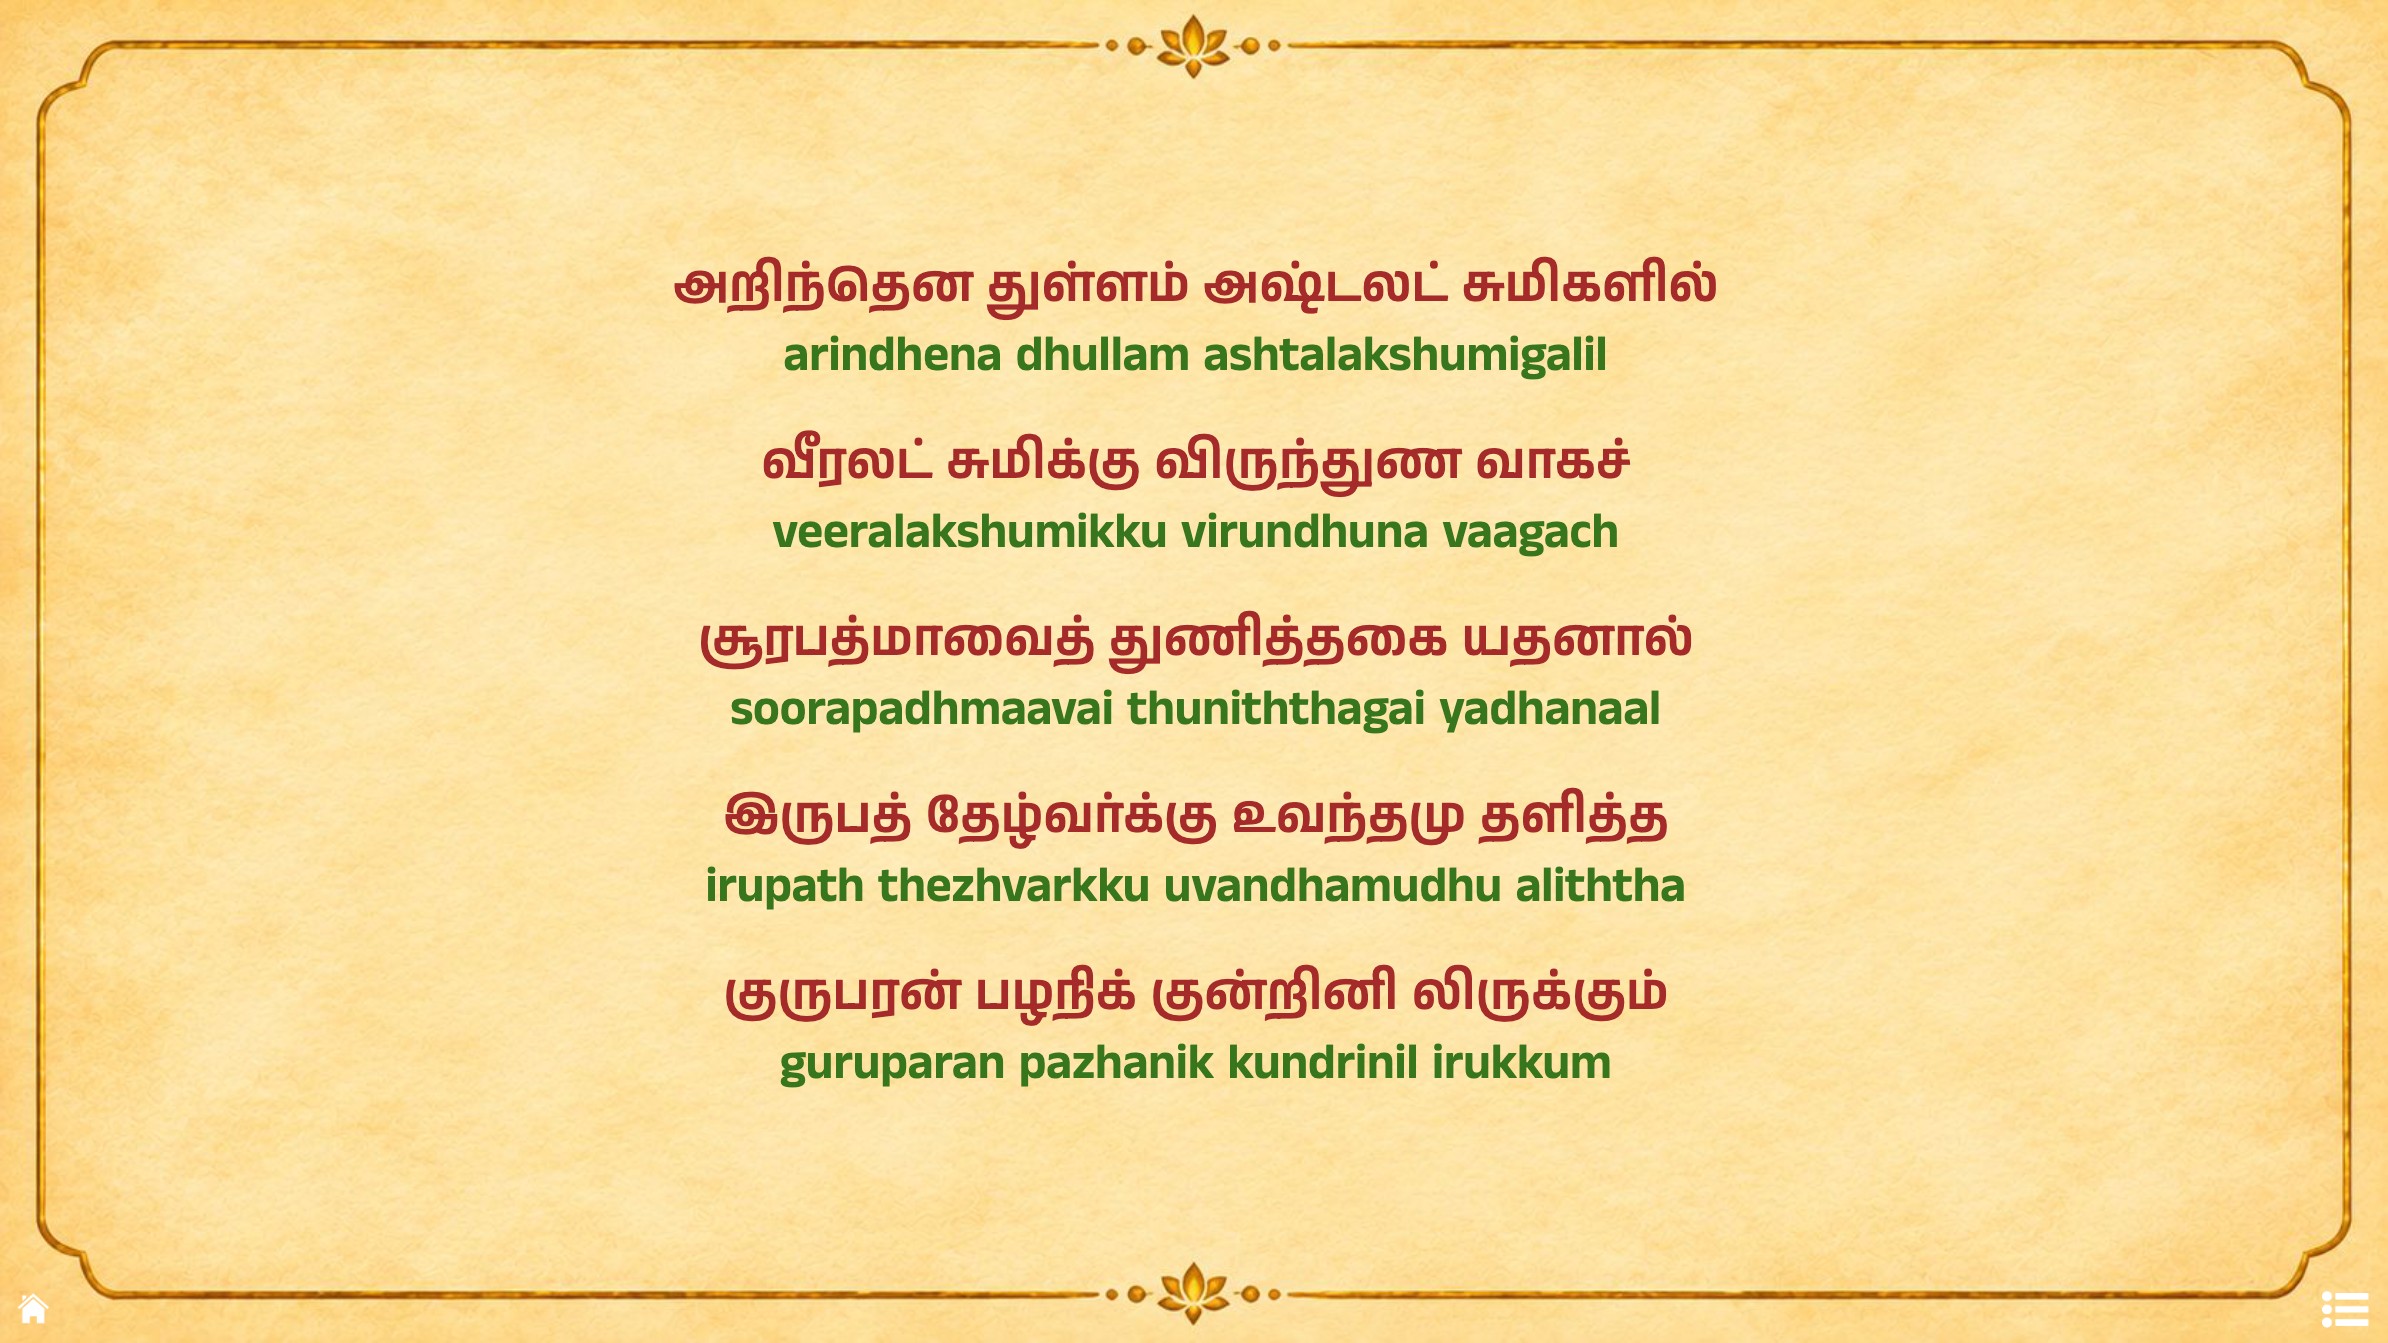 அறிந்தென துள்ளம் அஷ்டலட் சுமிகளில்
arindhena dhullam ashtalakshumigalil
வீரலட் சுமிக்கு விருந்துண வாகச்
veeralakshumikku virundhuna vaagach
சூரபத்மாவைத் துணித்தகை யதனால்
soorapadhmaavai thuniththagai yadhanaal
இருபத் தேழ்வர்க்கு உவந்தமு தளித்த
irupath thezhvarkku uvandhamudhu aliththa
குருபரன் பழநிக் குன்றினி லிருக்கும்
guruparan pazhanik kundrinil irukkum